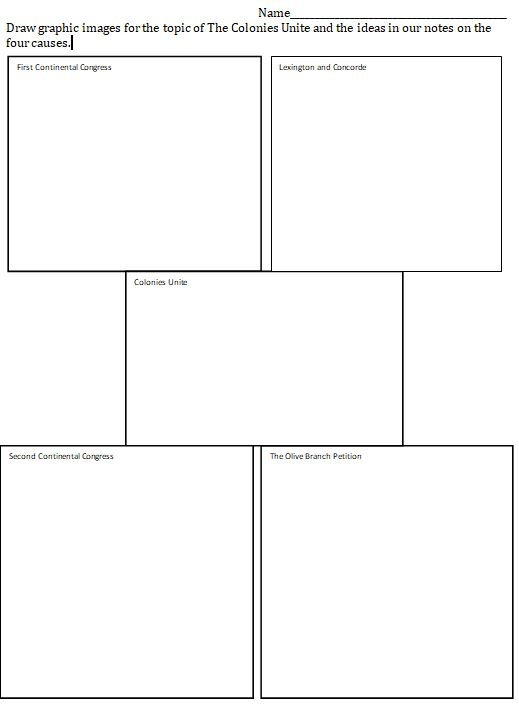 Name___________________________________
Draw graphic images for the topic of The Colonies Unite and the ideas in our notes on the
four causes.
First Continental Congress
Lexington and Concorde
Colonies Unite
Second Continental Congress
The Olive Branch Petition